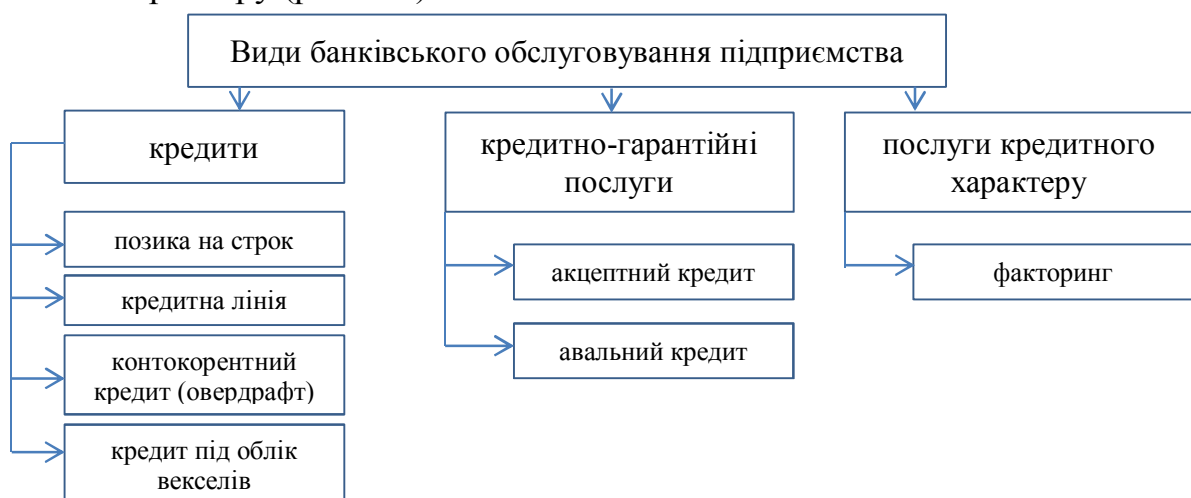 Види банківського обслуговування підприємства
кредити
позика на строк
кредитна лінія
контокорентний
кредит (овердрафт)
кредит під облік
векселів
кредитно-гарантійні
послуги
акцептний кредит
авальний кредит
послуги кредитного
характеру
факторинг